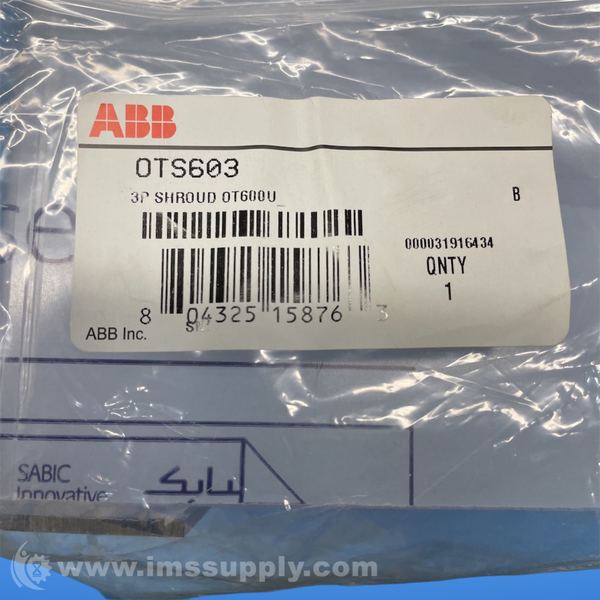 ABB
OTS603
3P SHROUD OT600U_
B
000031916434
QNTY
1
8 04325 15876 3
ABB Inc.
SABIC
Innovative
سابك
www.imssupply.com